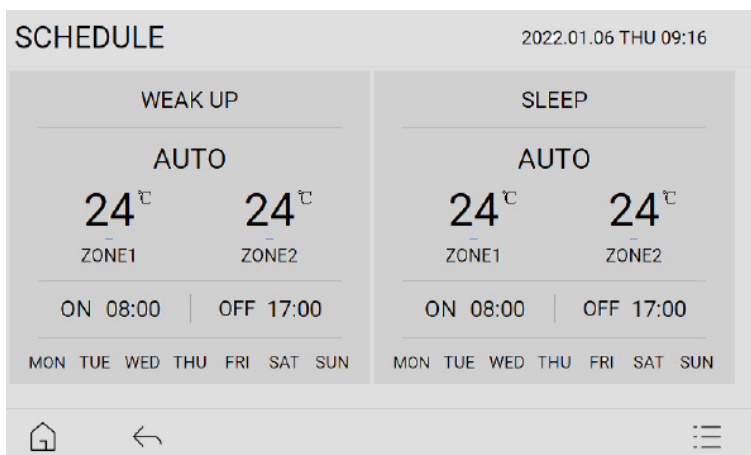 SCHEDULE 2022.01.06 THU 09:16
WEAK UP
AUTO
24℃ 24℃
ZONE1 ZONE2
ON 08:00 OFF 17:00
MON TUE WED THU FRI SAT SUN
SLEEP
AUTO
24℃ 24℃
ZONE1 ZONE2
ON 08:00 OFF 17:00
MON TUE WED THU FRI SAT SUN